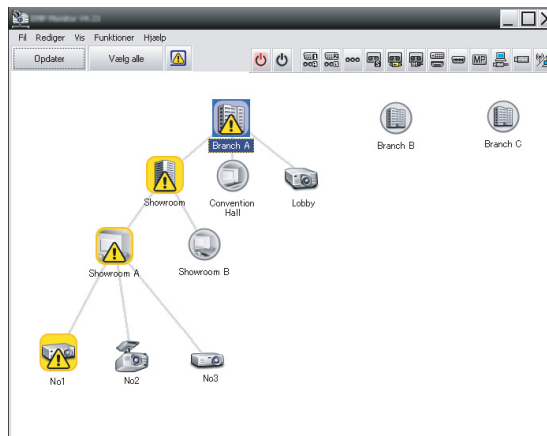 Fil Rediger Vis Funktioner Hjælp
Opdater Vælg alle
MP
Branch A
Branch B
Branch C
Showroom
Convention Hall
Lobby
Showroom A
Showroom B
No1
No2
No3